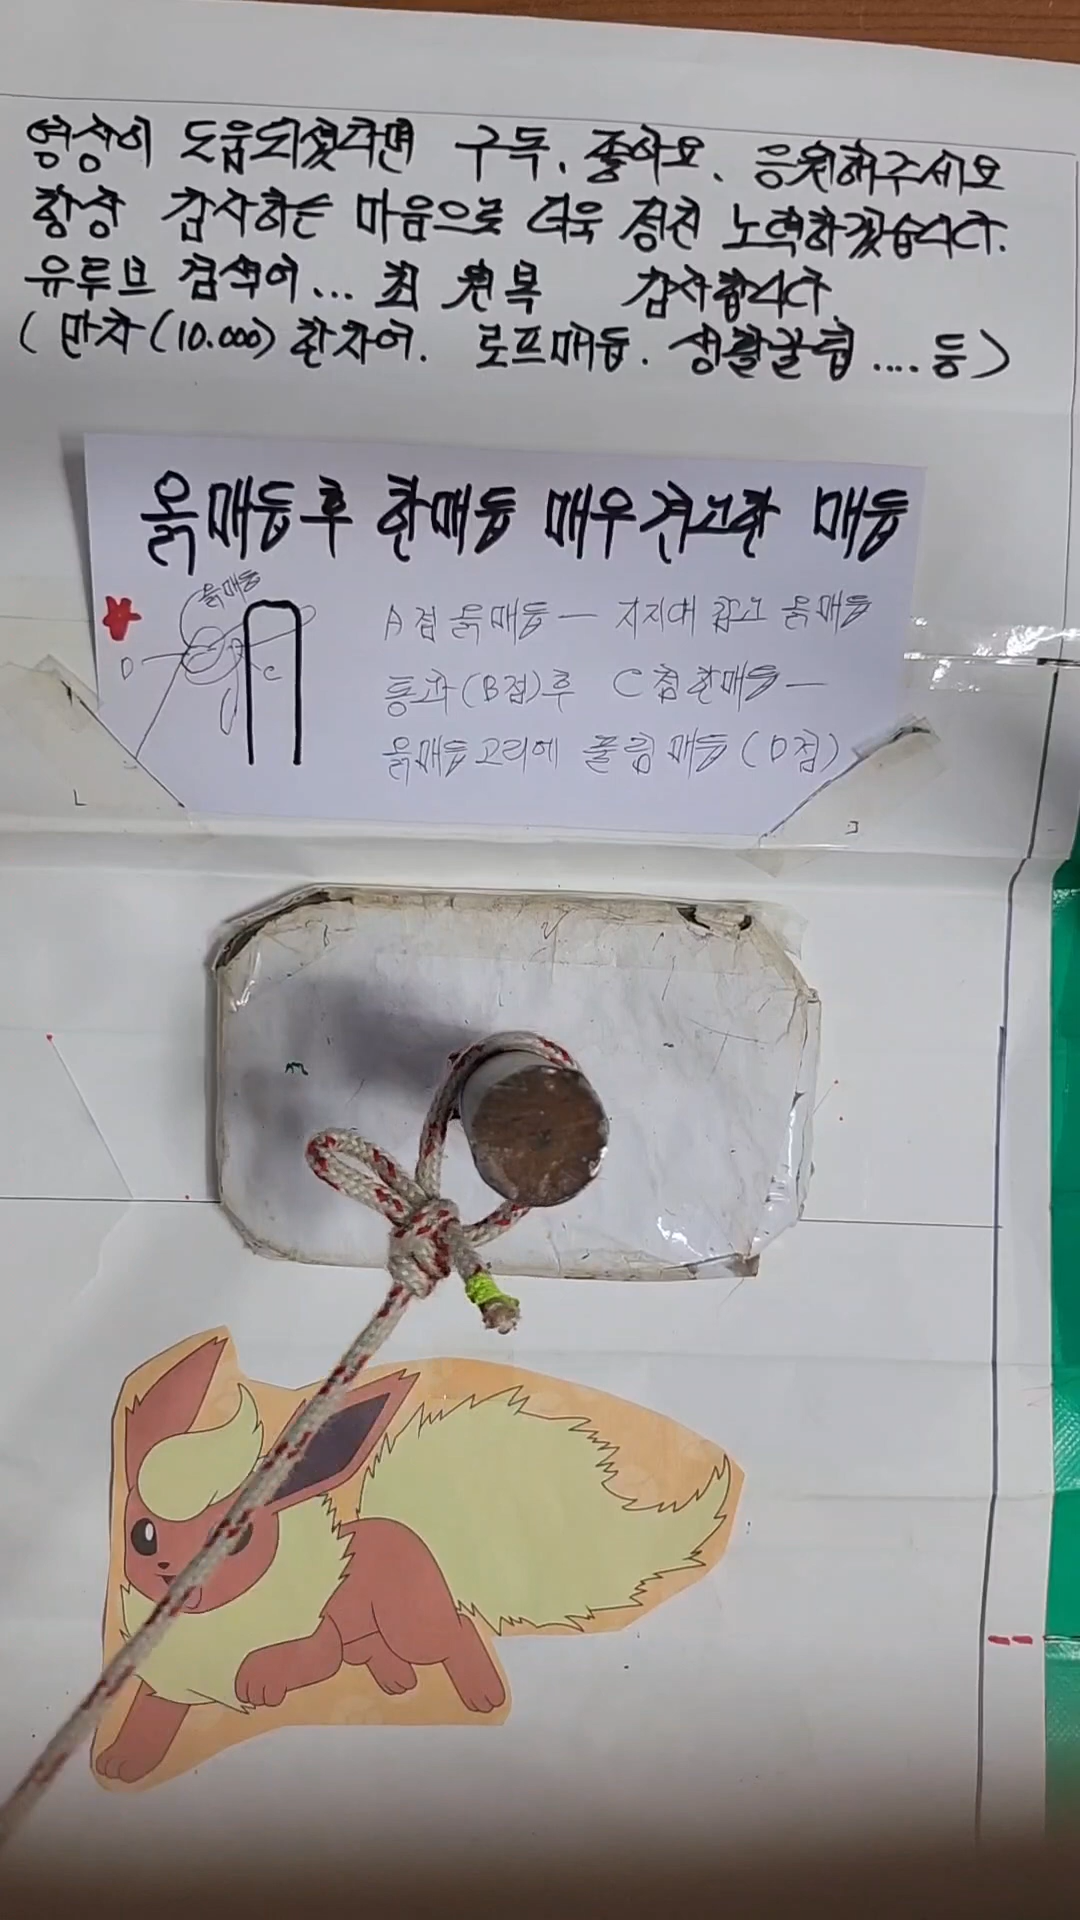 영상이 도움되셨다면 구독. 좋아요. 응원해주세요
항상 감사하는 마음으로 더욱 정진 노력하겠습니다.
유투브 검색어... 최 원복 감사합니다
(만차(10.000) 찬차어. 로프매듭. 생활꿀팁 .... 등)
옭매듭후 한매듭 매우견고한 매듭
옭매듭
D
C
A점 옭매듭 — 지지대 감고 옭매듭
통과(B점)후 C점한매듭 —
옭매듭고리에 풀림매듭(D점)